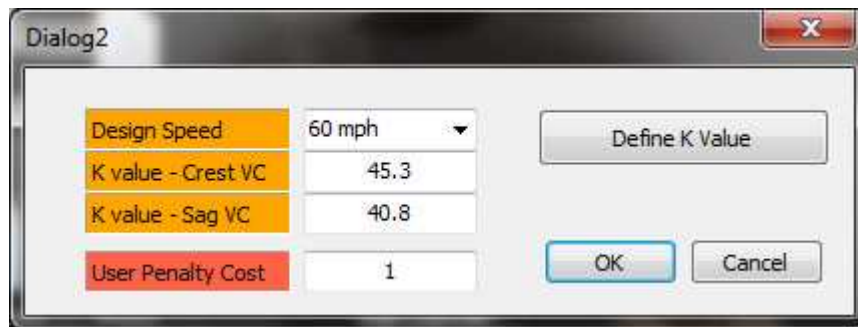 Dialog2
Design Speed 60 mph
Define K Value
K value - Crest VC 45.3
K value - Sag VC 40.8
User Penalty Cost 1
OK Cancel